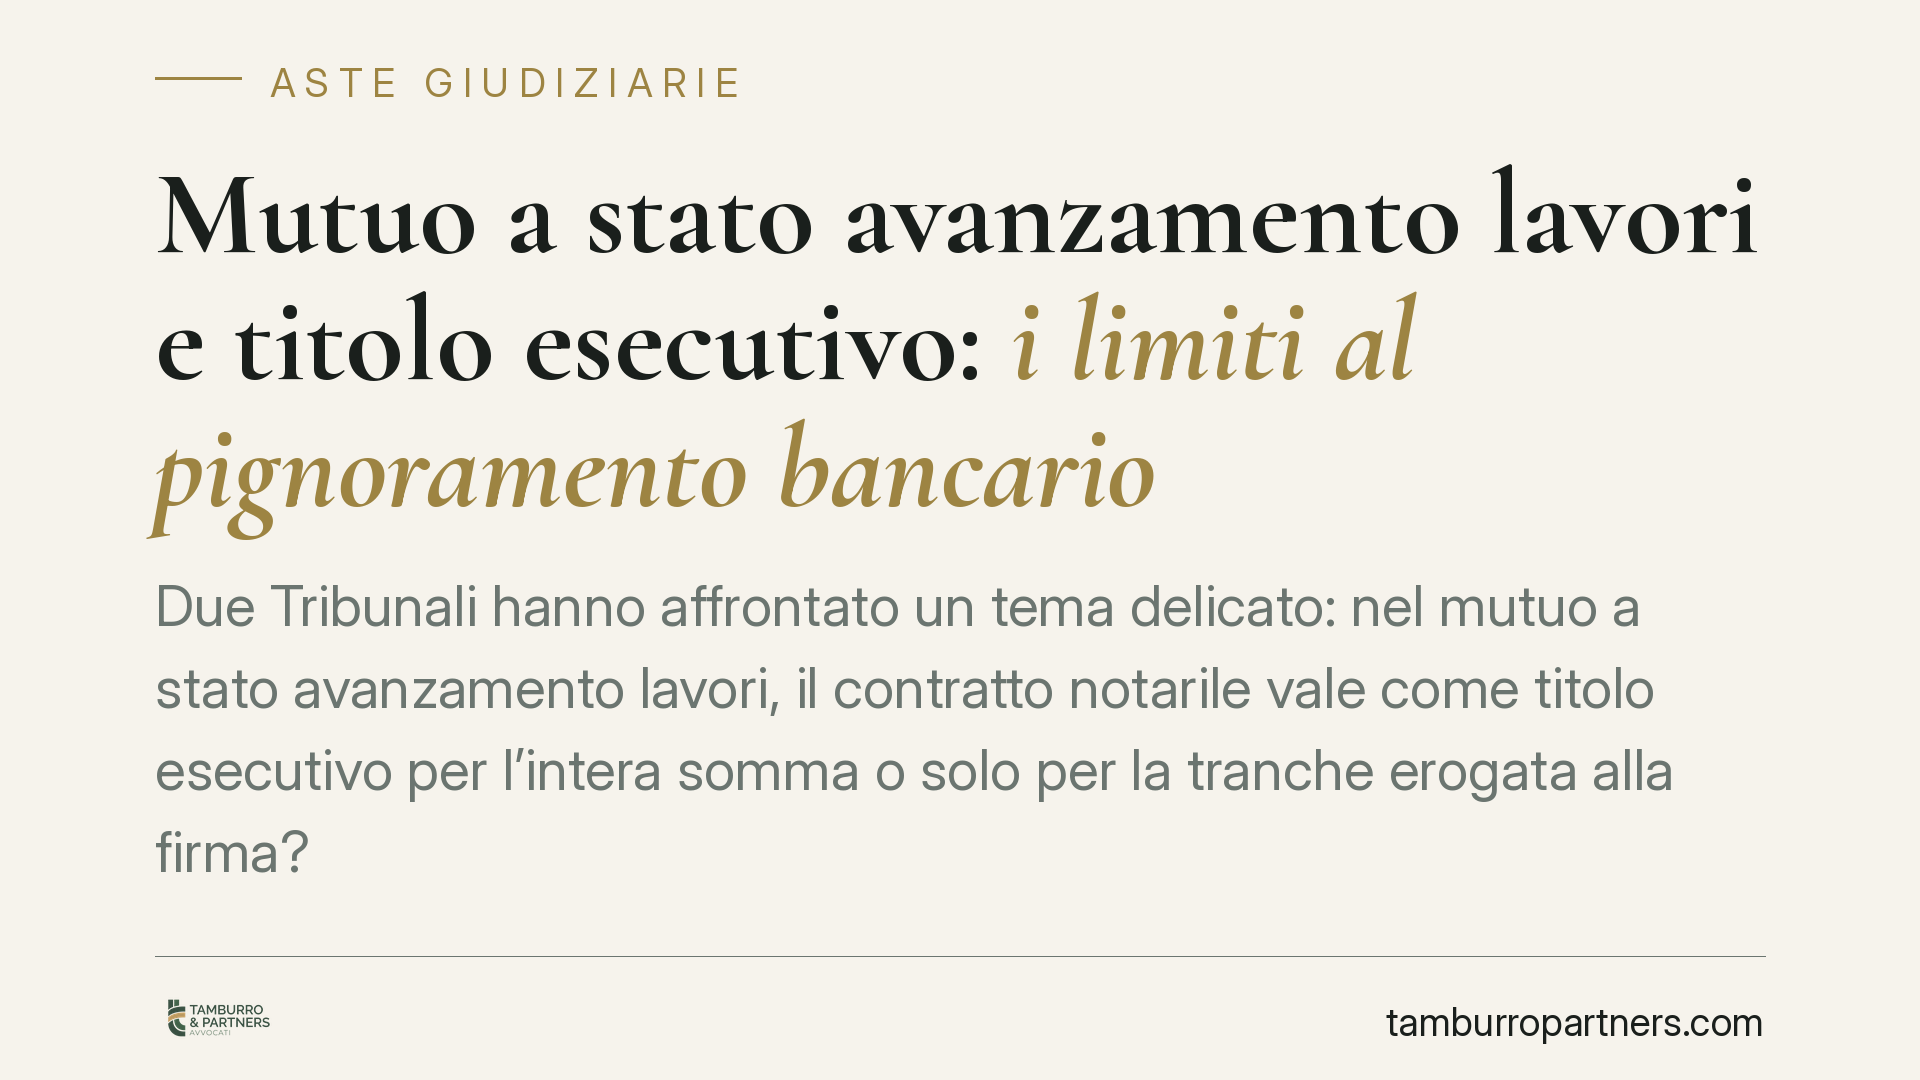 ASTE GIUDIZIARIE
Mutuo a stato avanzamento lavori
e titolo esecutivo: i limiti al
pignoramento bancario
Due Tribunali hanno affrontato un tema delicato: nel mutuo a
stato avanzamento lavori, il contratto notarile vale come titolo
esecutivo per l’intera somma o solo per la tranche erogata alla
firma?
TAMBURRO
& PARTNERS
AVVOCATI
tamburropartners.com